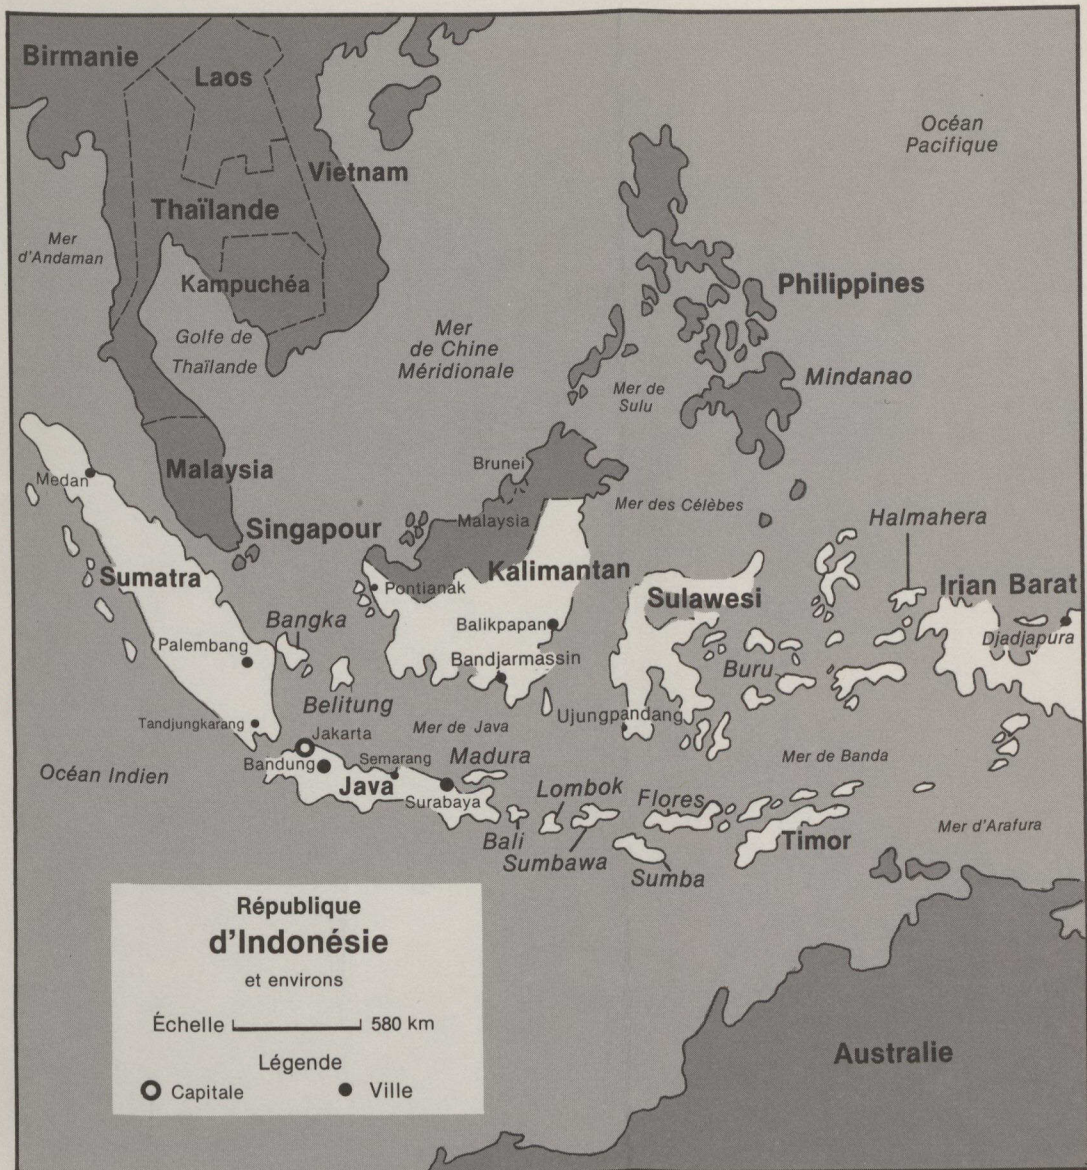 Birmanie
Laos
Océan
Pacifique
Vietnam
Thaïlande
Mer
d'Andaman
Kampuchéa
Philippines
Golfe de
Thaïlande
Mer
de Chine
Méridionale
Mindanao
Mer de
Sulu
Brunei
Malaysia
Medan
Mer des Célèbes
Halmahera
Malaysia
Singapour
Sumatra
Kalimantan
Irian Barat
Pontianak
Sulawesi
Bangka
Balikpapan
Djadjapura
Palembang
Bandjarmassin
Buru
Belitung
Ujungpandang
Tandjungkarang
Mer de Java
Jakarta
Mer de Banda
Semarang
Madura
Océan Indien
Bandung
Java
Lombok
Flores
Surabaya
Mer d'Arafura
Bali
Timor
Sumbawa
Sumba
République
d'Indonésie
et environs
Échelle 580 km
Légende
Capitale Ville
Australie